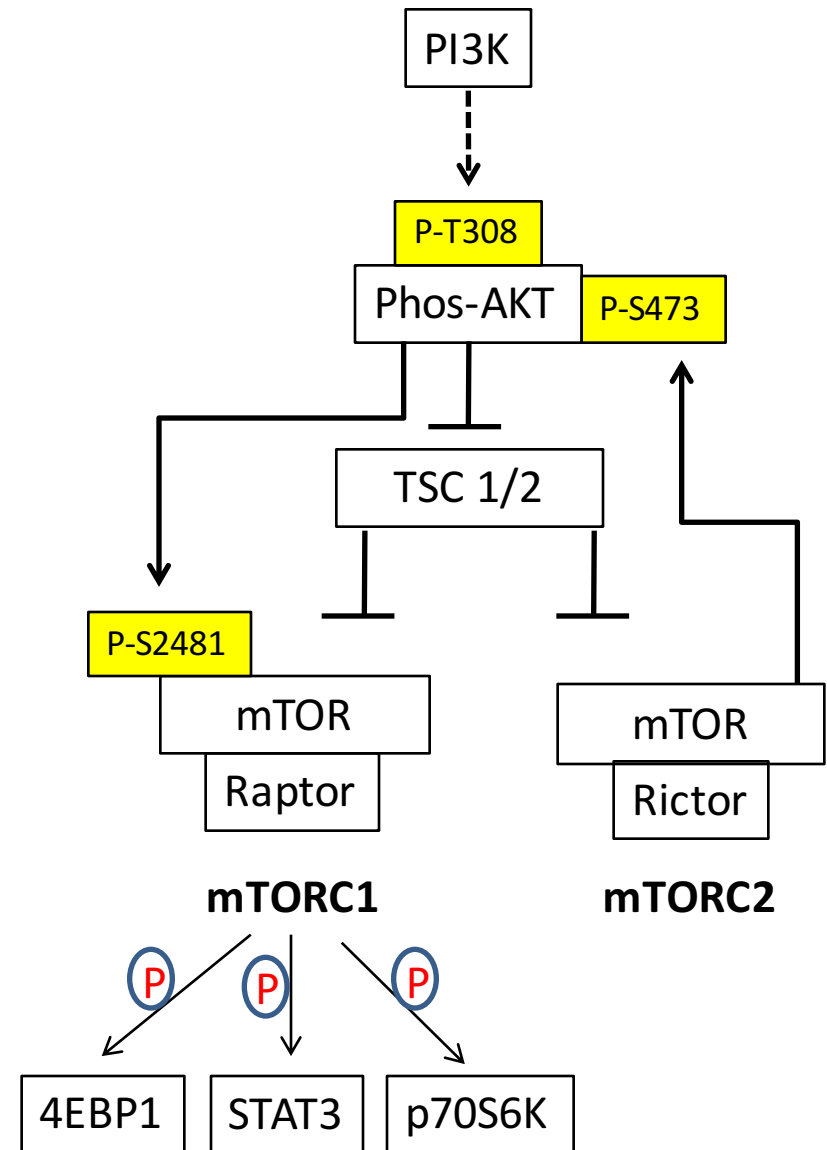 PI3K
P-T308
Phos-AKT
P-S473
TSC 1/2
P-S2481
mTOR
mTOR
Raptor
Rictor
mTORC1
mTORC2
P
P
P
4EBP1
STAT3
p70S6K